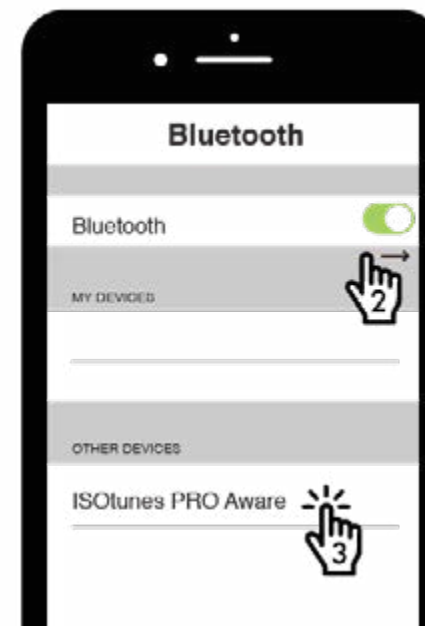 Bluetooth
Bluetooth
2
MY DEVICES
OTHER DEVICES
ISOtunes PRO Aware
3